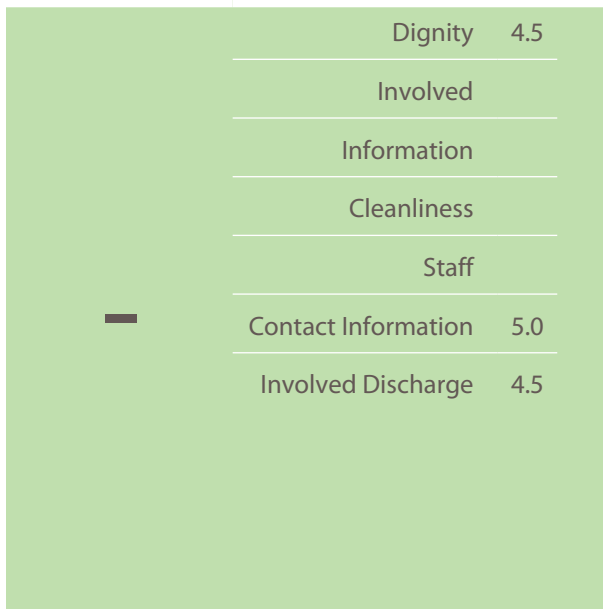 Dignity 4.5
Involved
Information
Cleanliness
Staff
-
Contact Information 5.0
Involved Discharge 4.5